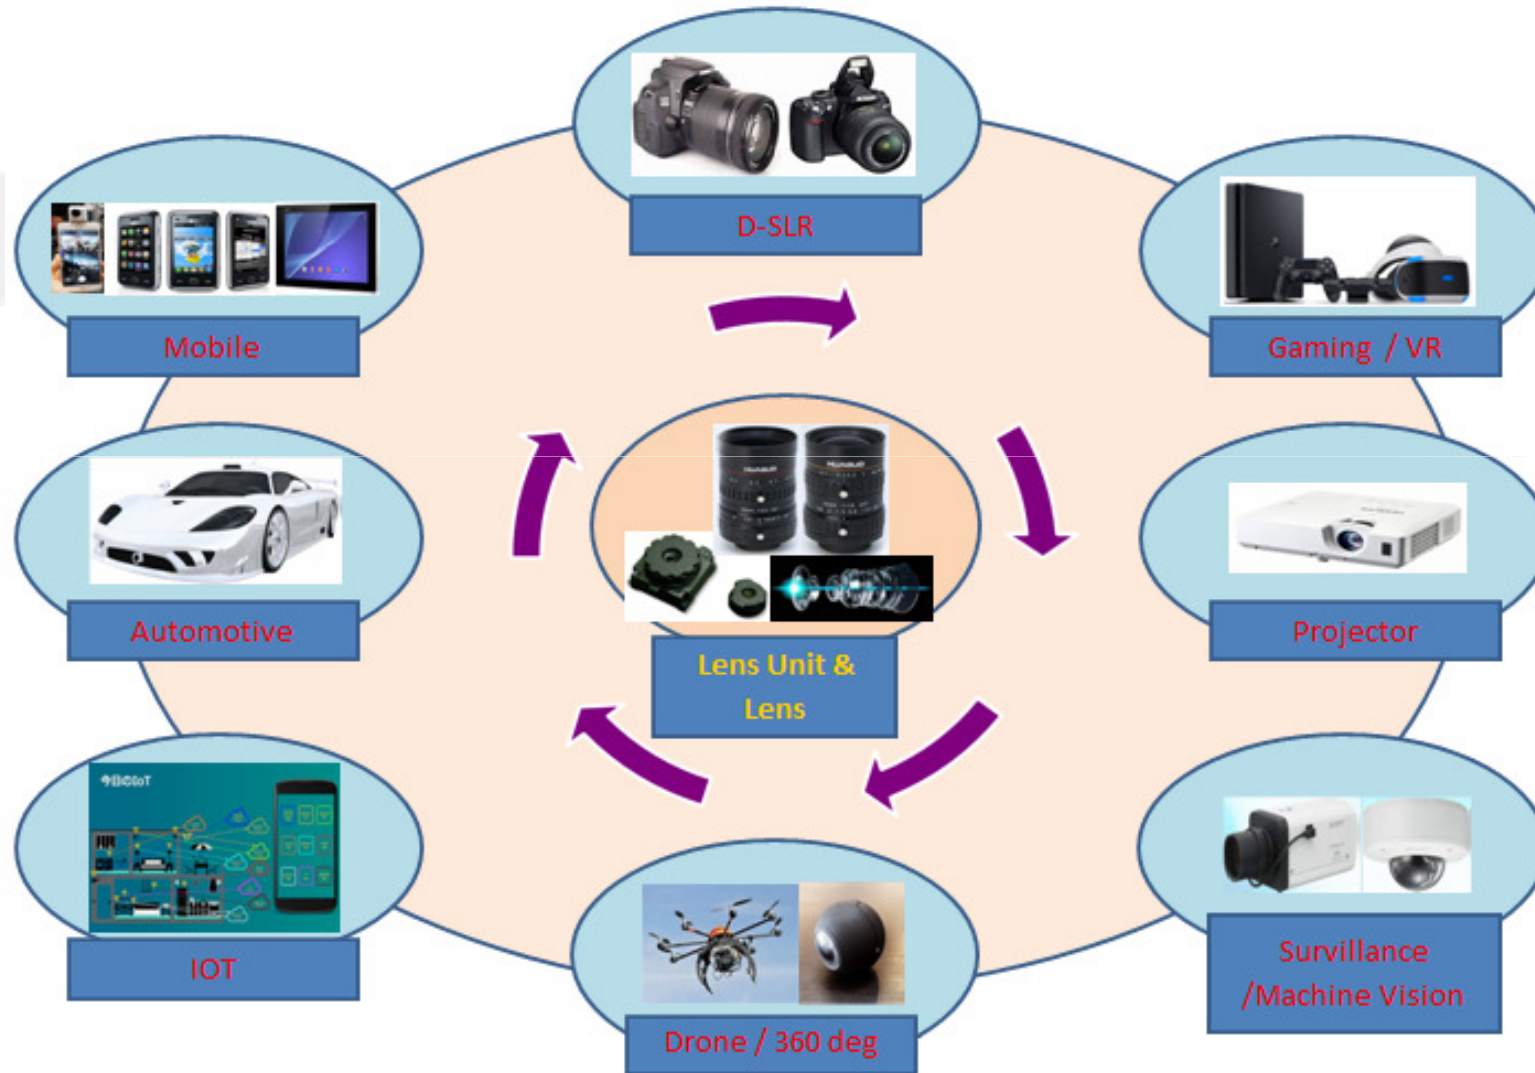 D-SLR
Mobile
Gaming / VR
Automotive
Lens Unit &
Lens
Projector
IOT
Drone / 360 deg
Survillance
/Machine Vision